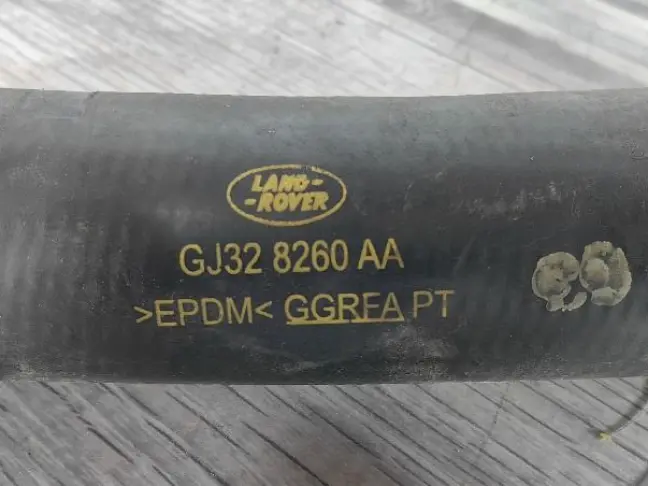 LAND-
-ROVER
GJ32 8260 AA
>EPDM< GGRFA PT